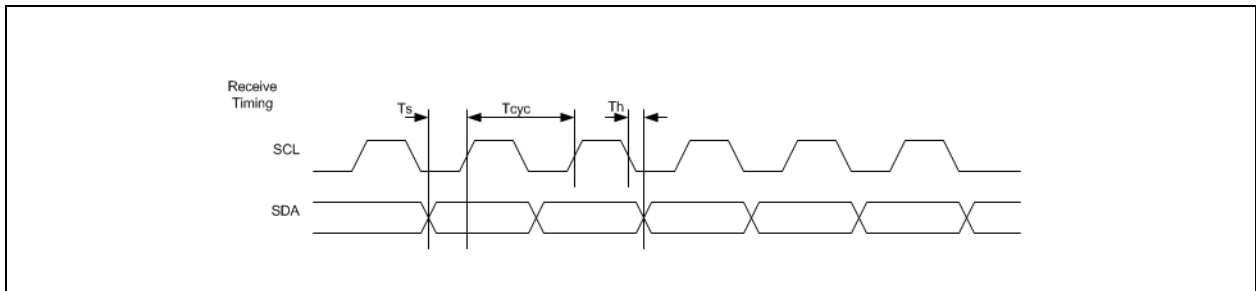 Receive
Timing
Ts
Tcyc
Th
SCL
SDA